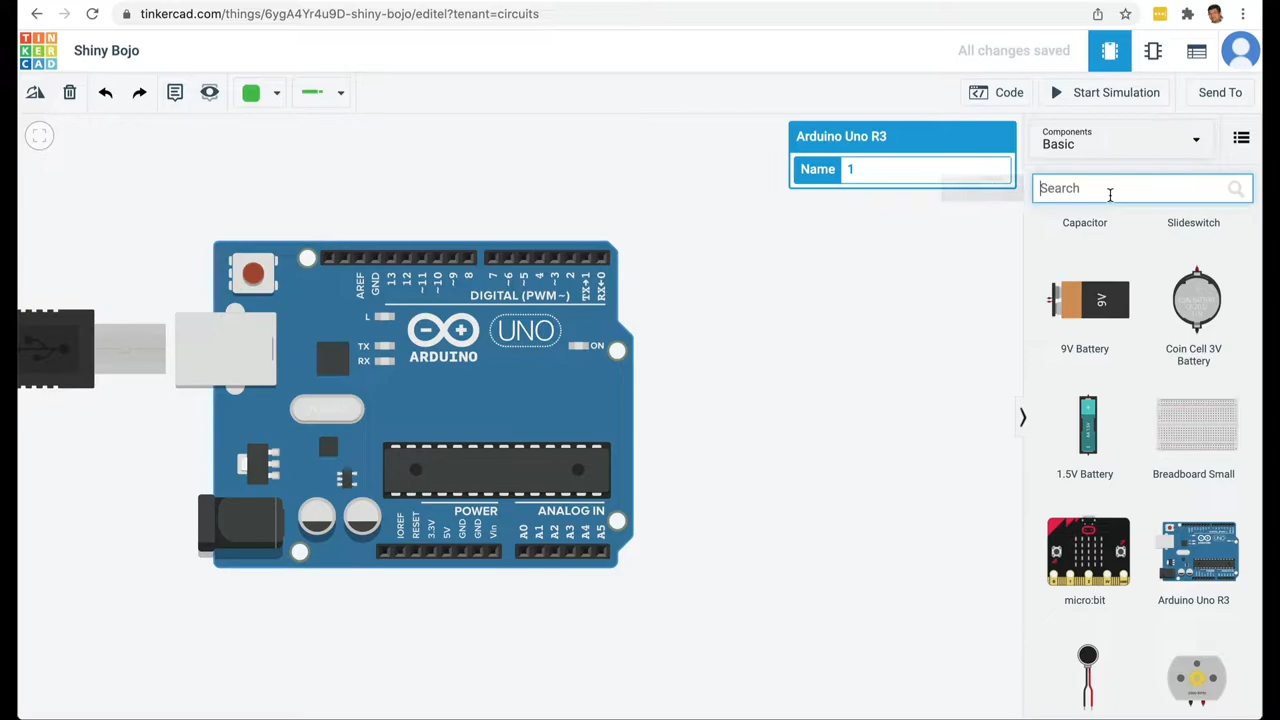 tinkercad.com/things/6ygA4Yr4u9D-shiny-bojo/editel?tenant=circuits
TIN
KER
CAD
Shiny Bojo
All changes saved
Code
Start Simulation
Send To
Arduino Uno R3
Name 1
Components
Basic
Search
Capacitor
Slideswitch
9V
9V Battery
Coin Cell 3V
Battery
1.5V Battery
Breadboard Small
micro:bit
Arduino Uno R3
AREF
GND
13
12
~11
~10
~9
8
7
~6
~5
4
~3
2
TX→1
RX←0
DIGITAL (PWM~)
L
TX
RX
ARDUINO
UNO
ON
POWER
ANALOG IN
IOREF
RESET
3.3V
5V
GND
GND
Vin
A0
A1
A2
A3
A4
A5